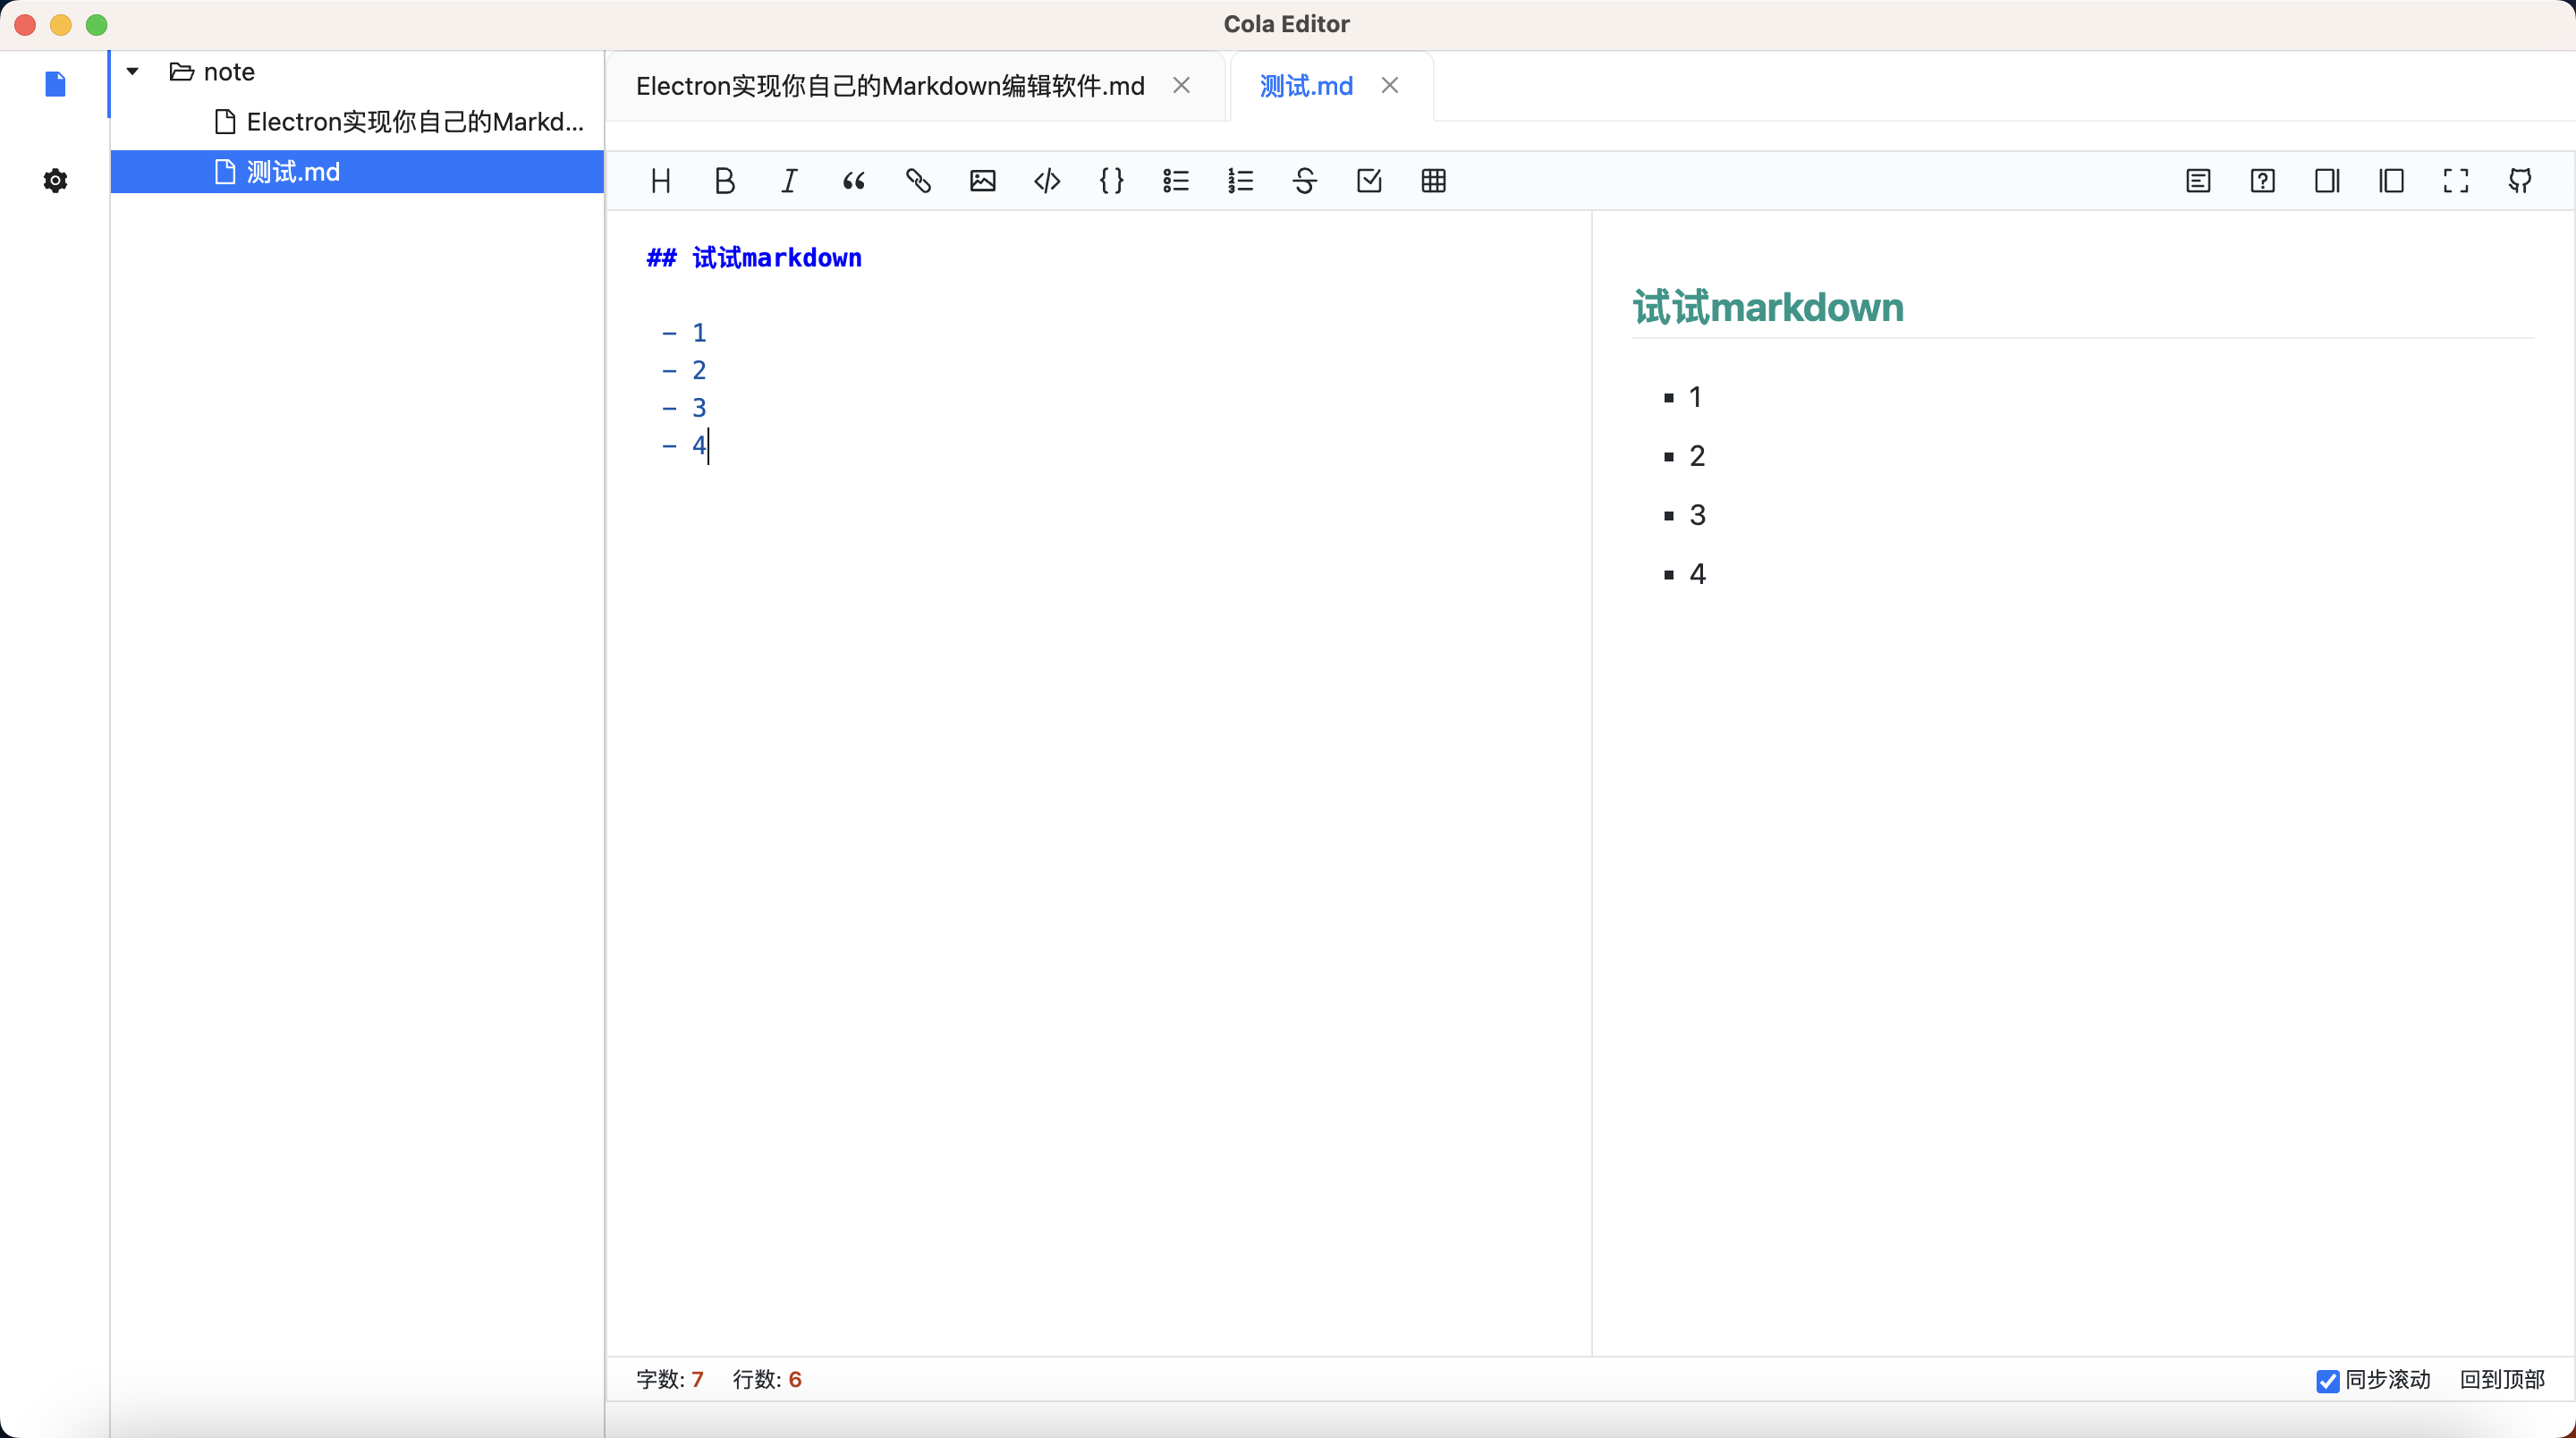 Cola Editor
note
Electron实现你自己的Markd...
测试.md
Electron实现你自己的Markdown编辑软件.md
测试.md
## 试试markdown
- 1
- 2
- 3
- 4
试试markdown
1
2
3
4
字数: 7 行数: 6
同步滚动 回到顶部